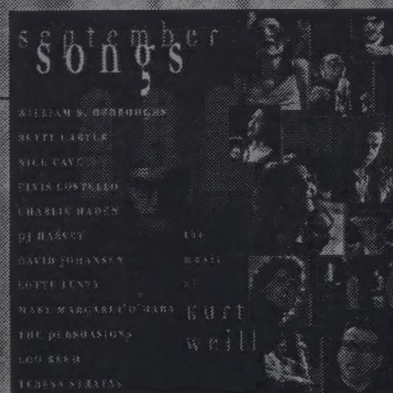 september
songs
WILLIAM S. BURROUGHS
BETTY CARTER
NICK CAVE
ELVIS COSTELLO
CHARLIE HADEN
PJ HARVEY
DAVID JOHANSEN
LOTTE LENYA
MARY MARGARET O'HARA
THE PERSUASIONS
LOU REED
TERESA STRATAS
the
music
of
kurt
weill